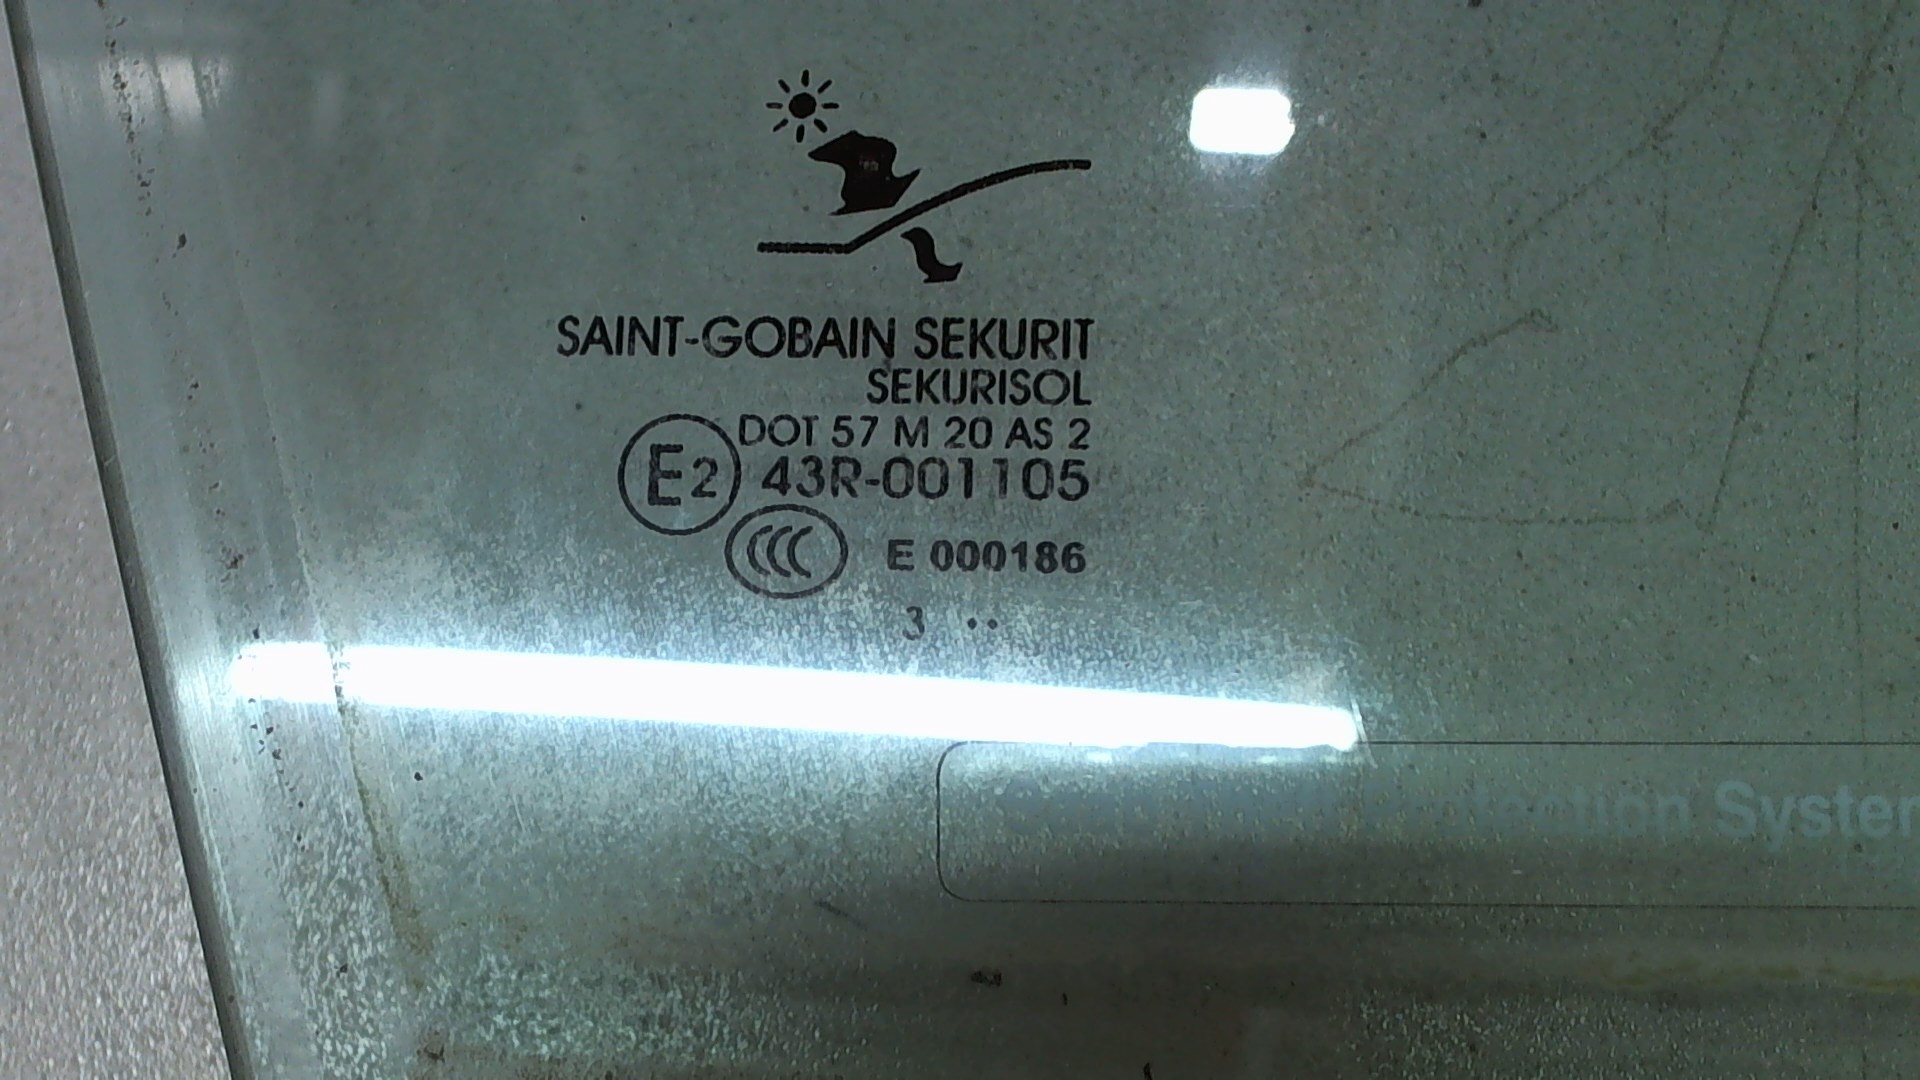 SAINT-GOBAIN SEKURIT
SEKURISOL
DOT 57 M 20 AS 2
E2 43R-001105
CCC E 000186
3 ··
System